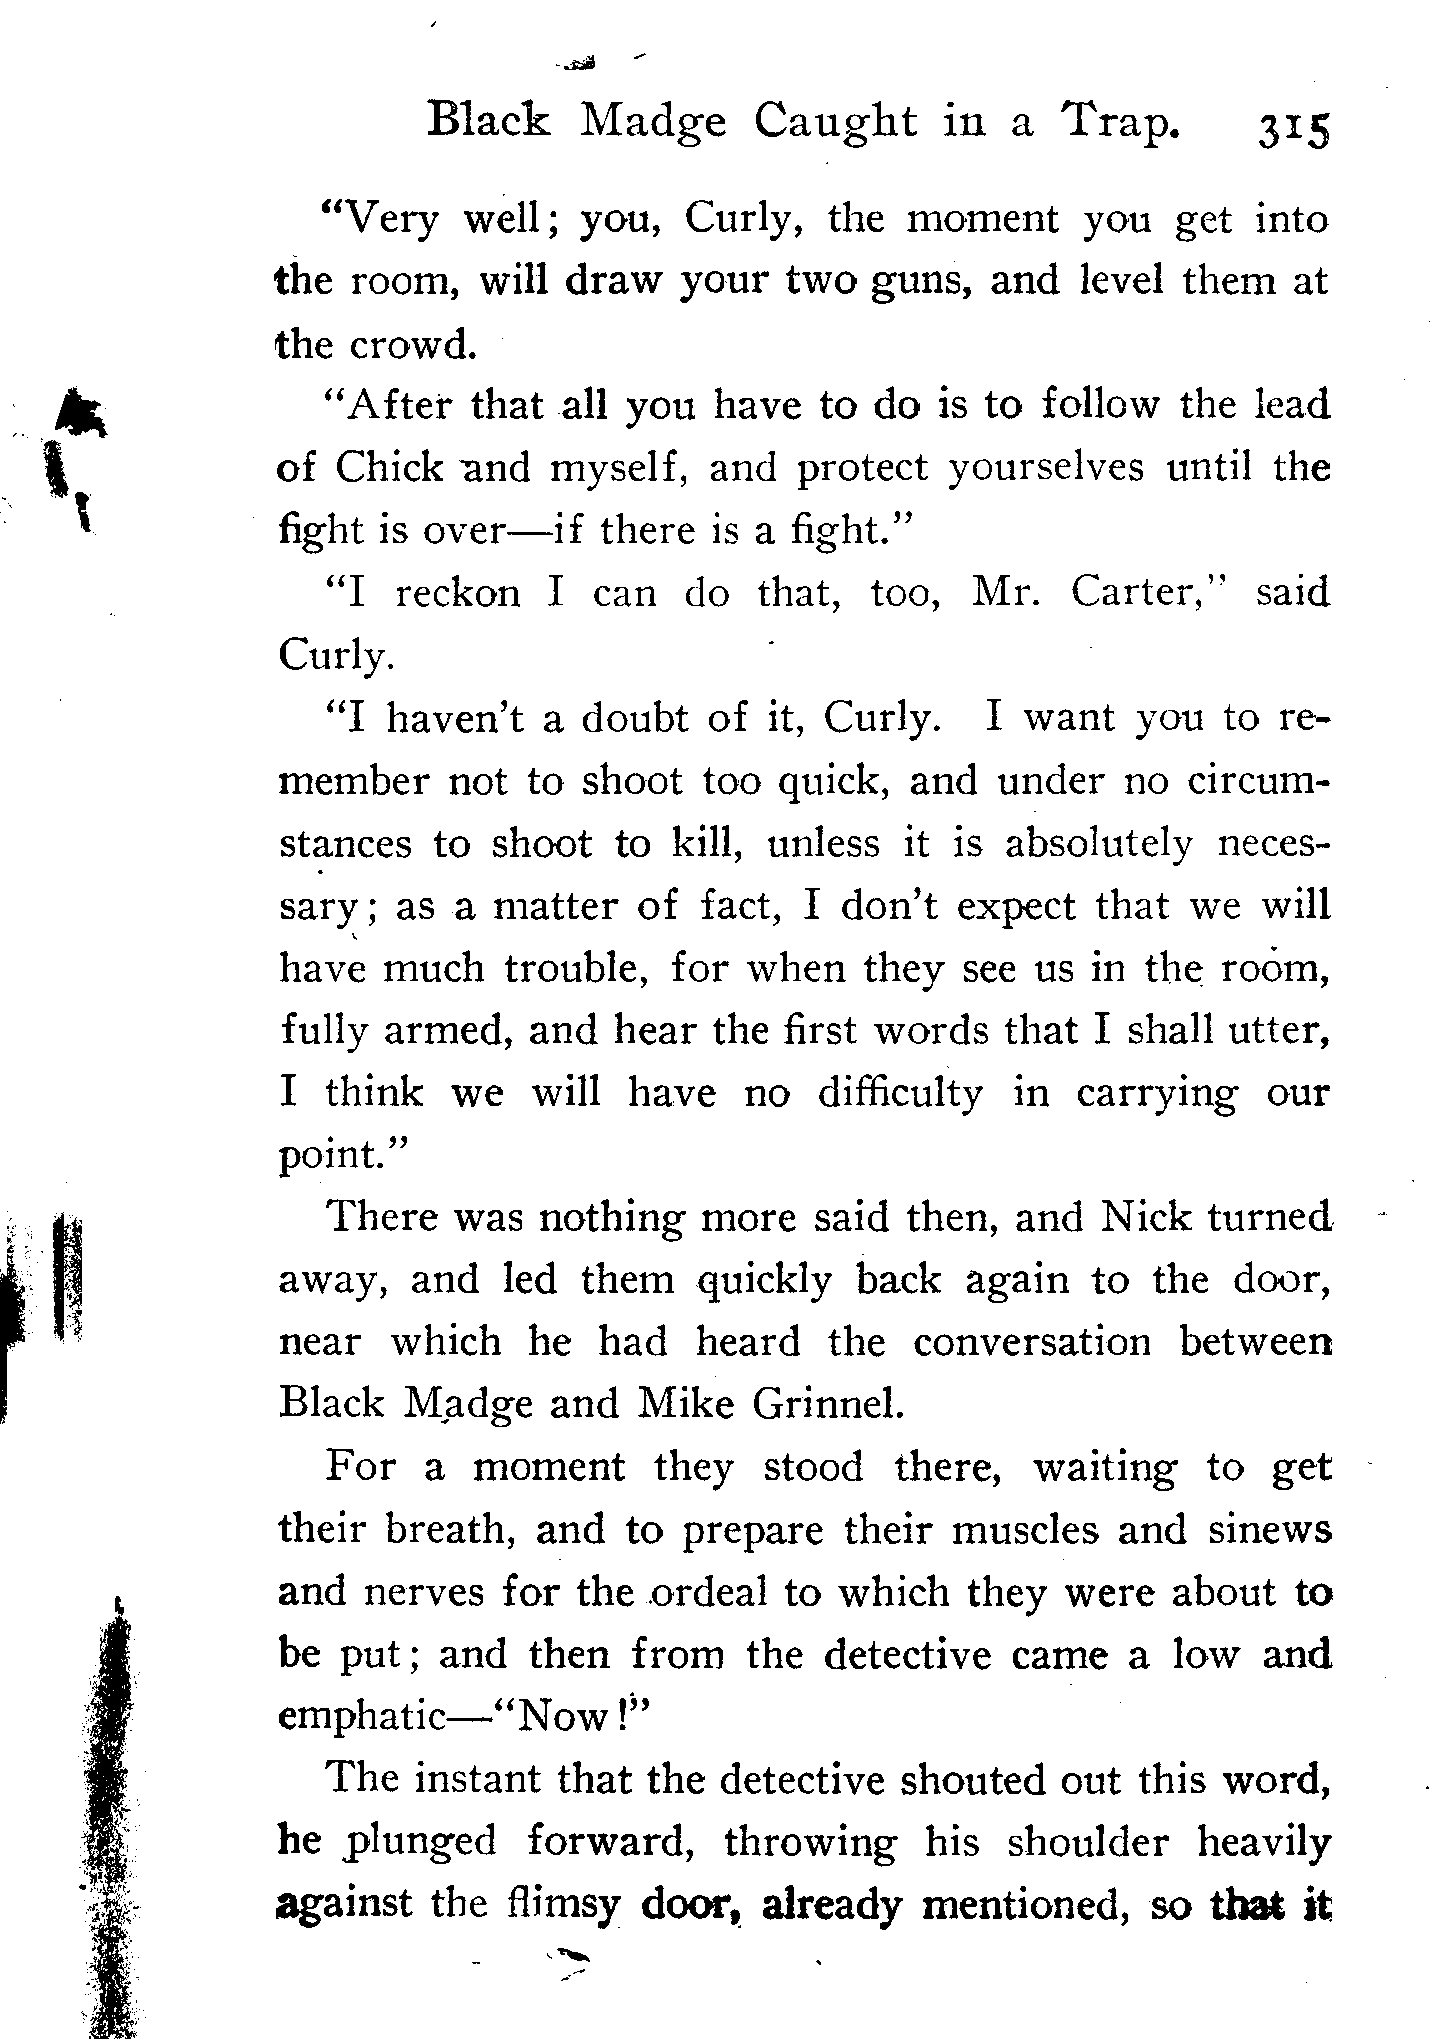 Black Madge Caught in a Trap. 315
“Very well; you, Curly, the moment you get into
the room, will draw your two guns, and level them at
the crowd.
“After that all you have to do is to follow the lead
of Chick and myself, and protect yourselves until the
fight is over—if there is a fight.”
“I reckon I can do that, too, Mr. Carter,” said
Curly.
“I haven’t a doubt of it, Curly. I want you to re-
member not to shoot too quick, and under no circum-
stances to shoot to kill, unless it is absolutely neces-
sary; as a matter of fact, I don’t expect that we will
have much trouble, for when they see us in the room,
fully armed, and hear the first words that I shall utter,
I think we will have no difficulty in carrying our
point.”
There was nothing more said then, and Nick turned
away, and led them quickly back again to the door,
near which he had heard the conversation between
Black Madge and Mike Grinnel.
For a moment they stood there, waiting to get
their breath, and to prepare their muscles and sinews
and nerves for the ordeal to which they were about to
be put; and then from the detective came a low and
emphatic—“Now!”
The instant that the detective shouted out this word,
he plunged forward, throwing his shoulder heavily
against the flimsy door, already mentioned, so that it